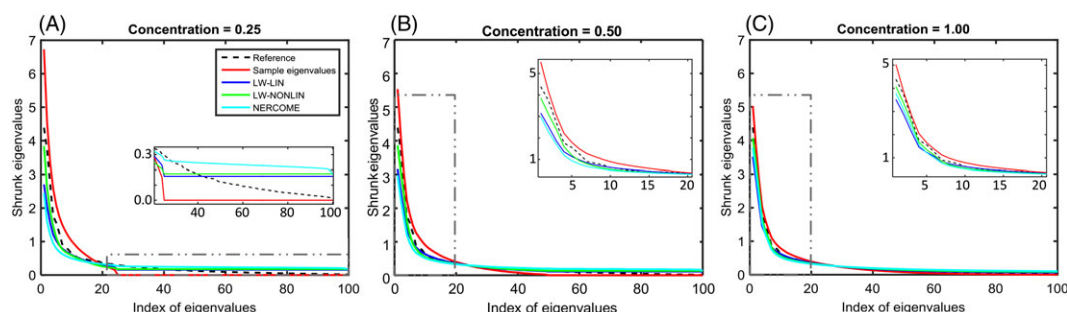 (A)
Concentration = 0.25
Shrunk eigenvalues
7
6
5
4
3
2
1
0
Reference
Sample eigenvalues
LW-LIN
LW-NONLIN
NERCOME
0.3
0.0
40 60 80 100
0 20 40 60 80 100
Index of eigenvalues
(B)
Concentration = 0.50
Shrunk eigenvalues
7
6
5
4
3
2
1
0
5
1
5 10 15 20
0 20 40 60 80 100
Index of eigenvalues
(C)
Concentration = 1.00
Shrunk eigenvalues
7
6
5
4
3
2
1
0
5
1
5 10 15 20
0 20 40 60 80 100
Index of eigenvalues